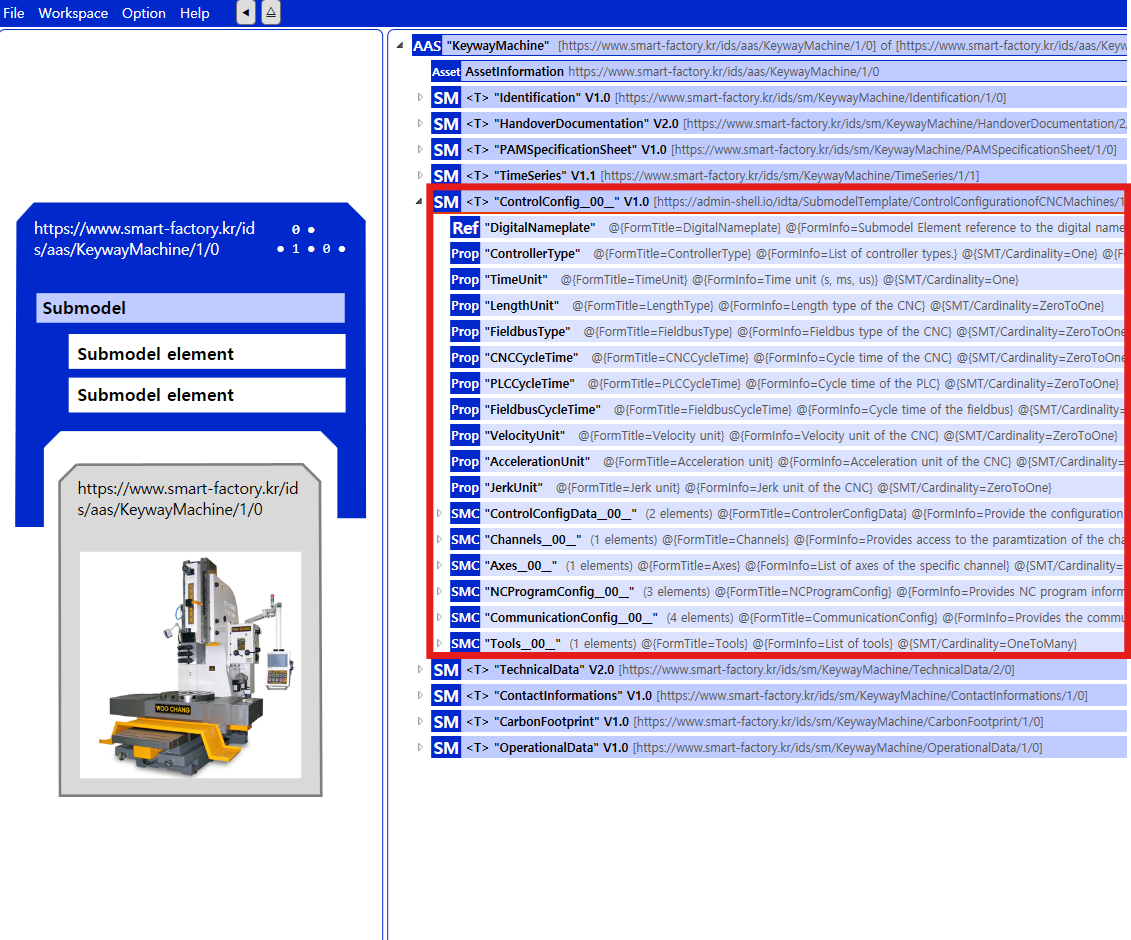 File Workspace Option Help
https://www.smart-factory.kr/id
s/aas/KeywayMachine/1/0
0
1 0
Submodel
Submodel element
Submodel element
https://www.smart-factory.kr/id
s/aas/KeywayMachine/1/0
WOO CHANG
AAS "KeywayMachine" [https://www.smart-factory.kr/ids/aas/KeywayMachine/1/0] of [https://www.smart-factory.kr/ids/aas/Keyw
Asset AssetInformation https://www.smart-factory.kr/ids/aas/KeywayMachine/1/0
SM <T> "Identification" V1.0 [https://www.smart-factory.kr/ids/sm/KeywayMachine/Identification/1/0]
SM <T> "HandoverDocumentation" V2.0 [https://www.smart-factory.kr/ids/sm/KeywayMachine/HandoverDocumentation/2/
SM <T> "PAMSpecificationSheet" V1.0 [https://www.smart-factory.kr/ids/sm/KeywayMachine/PAMSpecificationSheet/1/0]
SM <T> "TimeSeries" V1.1 [https://www.smart-factory.kr/ids/sm/KeywayMachine/TimeSeries/1/1]
SM <T> "ControlConfig__00__" V1.0 [https://admin-shell.io/idta/SubmodelTemplate/ControlConfigurationofCNCMachines/1
Ref "DigitalNameplate" @{FormTitle=DigitalNameplate} @{FormInfo=Submodel Element reference to the digital name
Prop "ControllerType" @{FormTitle=ControllerType} @{FormInfo=List of controller types.} @{SMT/Cardinality=One} @{F
Prop "TimeUnit" @{FormTitle=TimeUnit} @{FormInfo=Time unit (s, ms, us)} @{SMT/Cardinality=One}
Prop "LengthUnit" @{FormTitle=LengthType} @{FormInfo=Length type of the CNC} @{SMT/Cardinality=ZeroToOne}
Prop "FieldbusType" @{FormTitle=FieldbusType} @{FormInfo=Fieldbus type of the CNC} @{SMT/Cardinality=ZeroToOne
Prop "CNCCycleTime" @{FormTitle=CNCCycleTime} @{FormInfo=Cycle time of the CNC} @{SMT/Cardinality=ZeroToOne
Prop "PLCCycleTime" @{FormTitle=PLCCycleTime} @{FormInfo=Cycle time of the PLC} @{SMT/Cardinality=ZeroToOne}
Prop "FieldbusCycleTime" @{FormTitle=FieldbusCycleTime} @{FormInfo=Cycle time of the fieldbus} @{SMT/Cardinality=
Prop "VelocityUnit" @{FormTitle=Velocity unit} @{FormInfo=Velocity unit of the CNC} @{SMT/Cardinality=ZeroToOne}
Prop "AccelerationUnit" @{FormTitle=Acceleration unit} @{FormInfo=Acceleration unit of the CNC} @{SMT/Cardinality=
Prop "JerkUnit" @{FormTitle=Jerk unit} @{FormInfo=Jerk unit of the CNC} @{SMT/Cardinality=ZeroToOne}
SMC "ControlConfigData__00__" (2 elements) @{FormTitle=ControlerConfigData} @{FormInfo=Provide the configuration
SMC "Channels__00__" (1 elements) @{FormTitle=Channels} @{FormInfo=Provides access to the paramtization of the cha
SMC "Axes__00__" (1 elements) @{FormTitle=Axes} @{FormInfo=List of axes of the specific channel} @{SMT/Cardinality=
SMC "NCProgramConfig__00__" (3 elements) @{FormTitle=NCProgramConfig} @{FormInfo=Provides NC program inform
SMC "CommunicationConfig__00__" (4 elements) @{FormTitle=CommunicationConfig} @{FormInfo=Provides the commu
SMC "Tools__00__" (1 elements) @{FormTitle=Tools} @{FormInfo=List of tools} @{SMT/Cardinality=OneToMany}
SM <T> "TechnicalData" V2.0 [https://www.smart-factory.kr/ids/sm/KeywayMachine/TechnicalData/2/0]
SM <T> "ContactInformations" V1.0 [https://www.smart-factory.kr/ids/sm/KeywayMachine/ContactInformations/1/0]
SM <T> "CarbonFootprint" V1.0 [https://www.smart-factory.kr/ids/sm/KeywayMachine/CarbonFootprint/1/0]
SM <T> "OperationalData" V1.0 [https://www.smart-factory.kr/ids/sm/KeywayMachine/OperationalData/1/0]